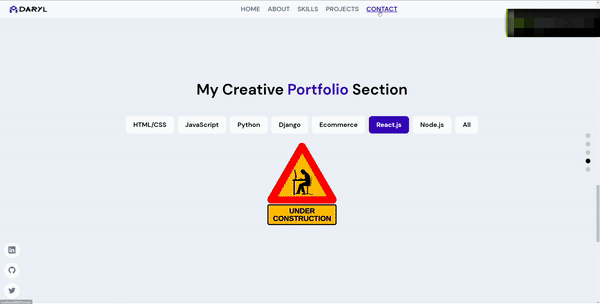 DARYL
HOME ABOUT SKILLS PROJECTS CONTACT
My Creative Portfolio Section
HTML/CSS JavaScript Python Django Ecommerce React.js Node.js All
UNDER
CONSTRUCTION